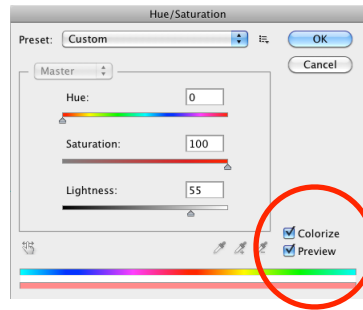 Hue/Saturation
Preset: Custom OK
Cancel
Master
Hue: 0
Saturation: 100
Lightness: 55
Colorize
Preview